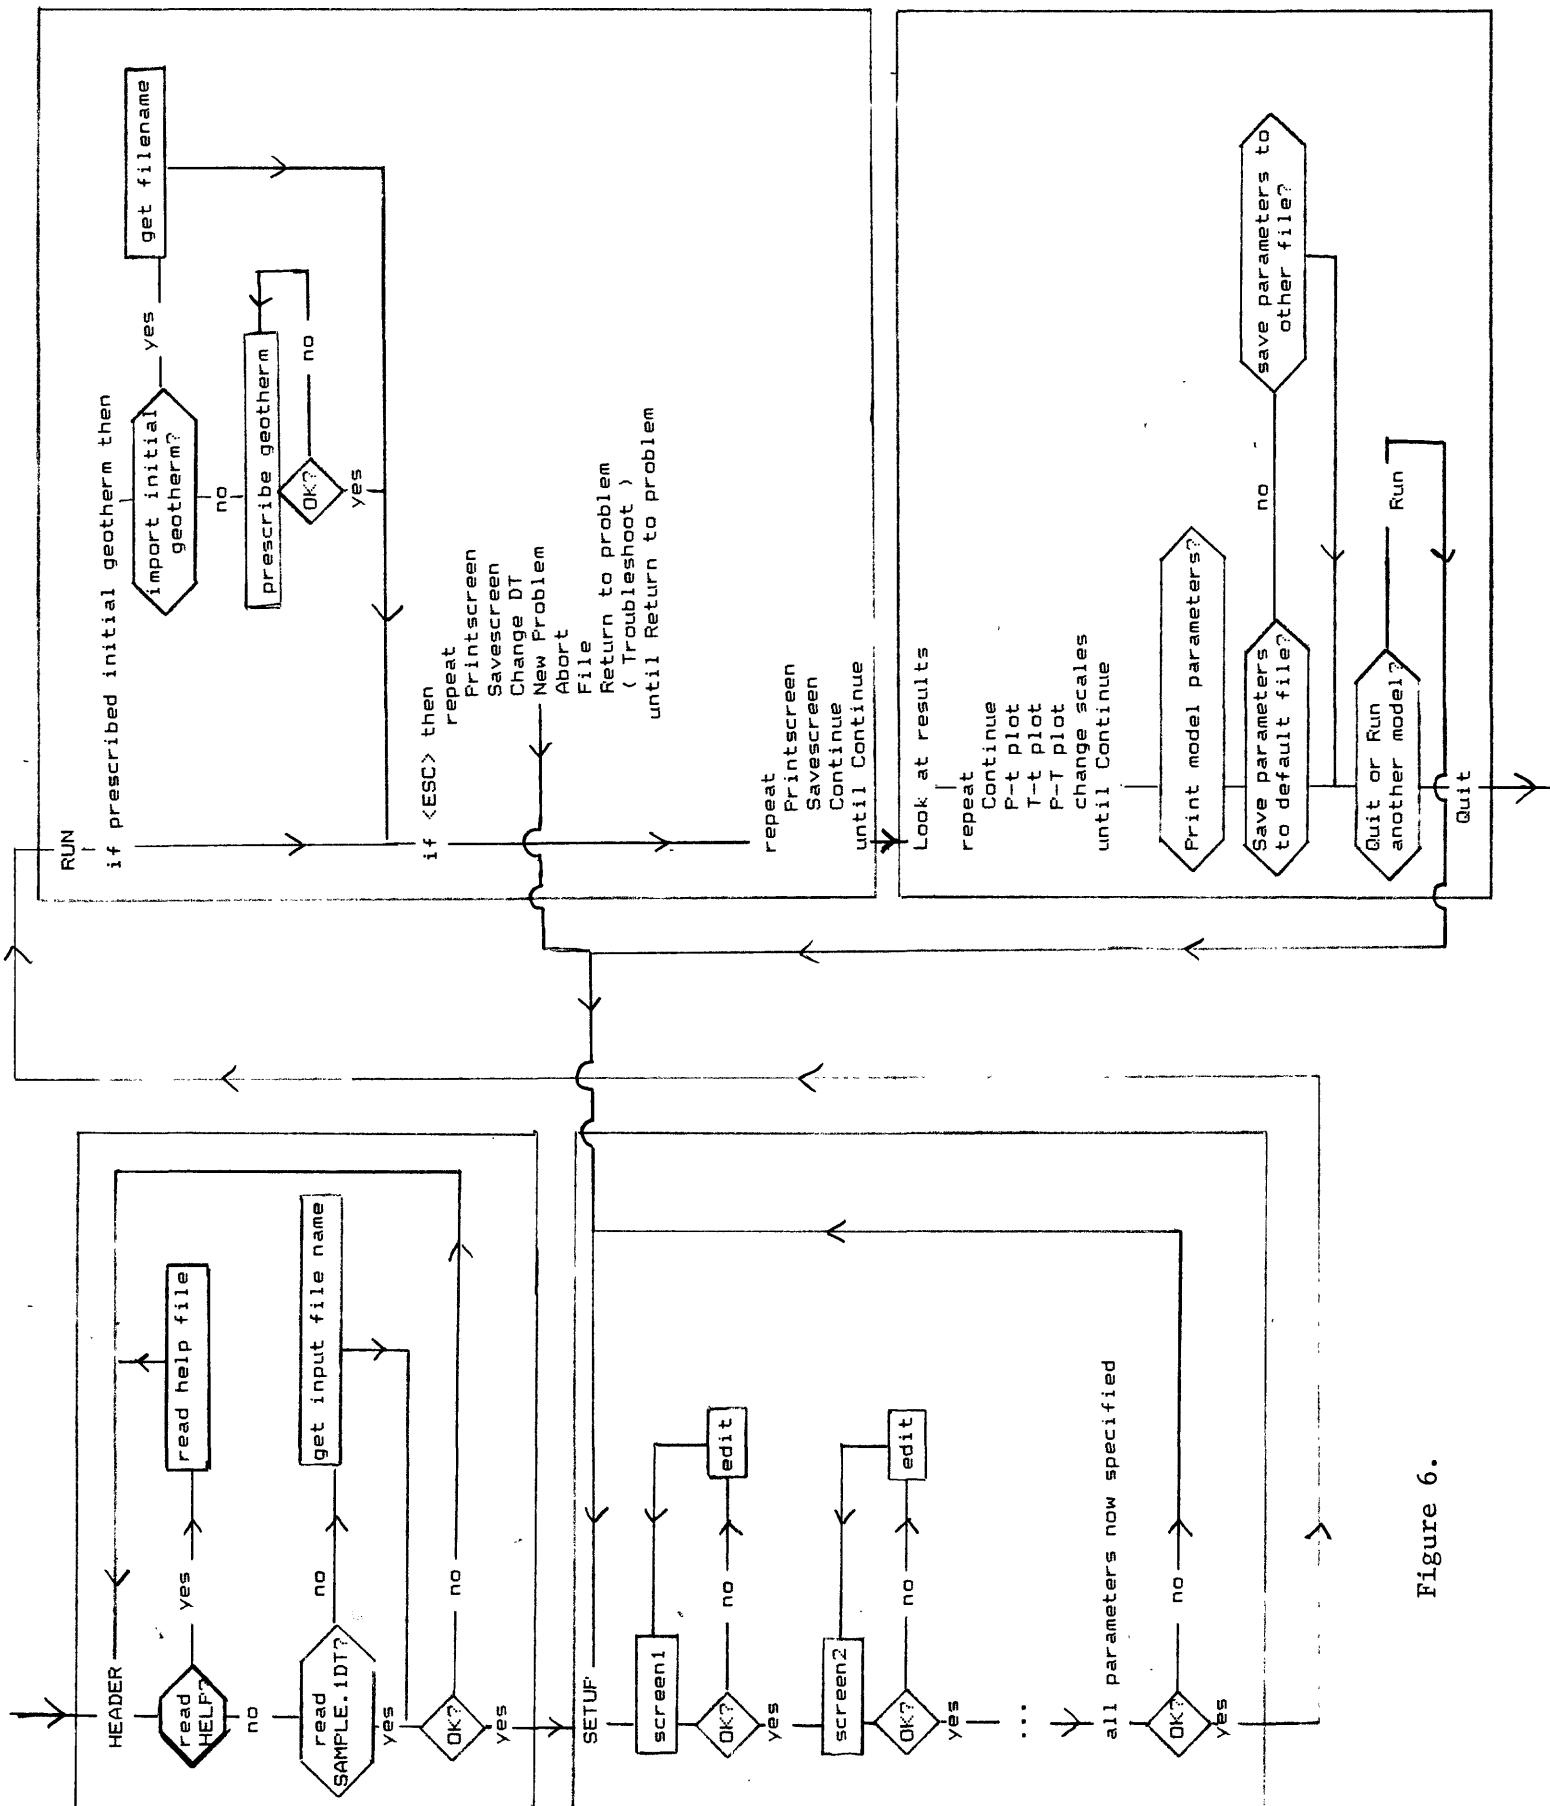 HEADER
read
HELP?
yes
read help file
no
read
SAMPLE.1DT?
no
get input file name
yes
OK?
no
yes
SETUP
screen1
OK?
no
edit
yes
screen2
OK?
no
edit
yes
...
all parameters now specified
OK?
no
yes
RUN
if prescribed initial geotherm then
import initial
geotherm?
yes
get filename
no
prescribe geotherm
OK?
no
yes
if <ESC> then
repeat
Printscreen
Savescreen
Change DT
New Problem
Abort
File
Return to problem
( Troubleshoot )
until Return to problem
repeat
Printscreen
Savescreen
Continue
until Continue
Look at results
repeat
Continue
P-t plot
T-t plot
P-T plot
change scales
until Continue
Print model parameters?
Save parameters
to default file?
no
save parameters to
other file?
Quit or Run
another model?
Run
Quit
Figure 6.